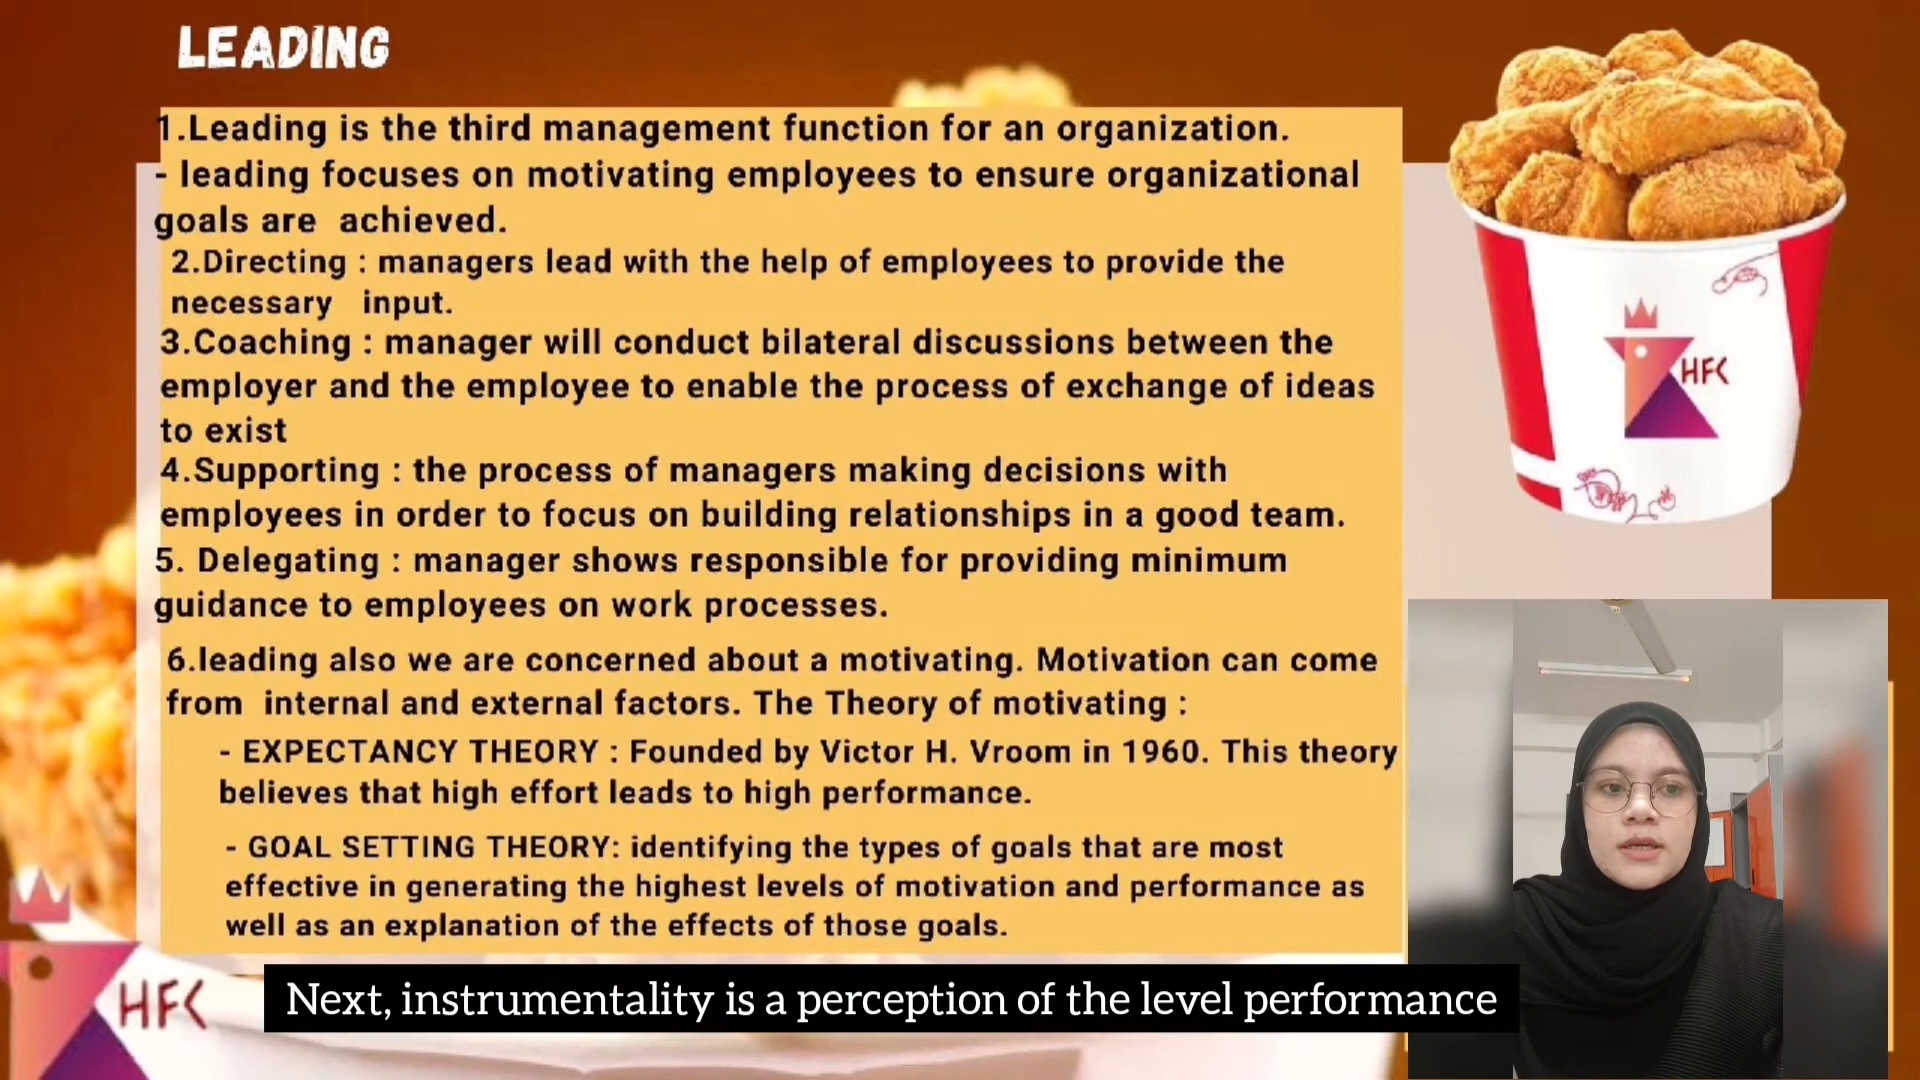 LEADING
1.Leading is the third management function for an organization.
- leading focuses on motivating employees to ensure organizational
goals are achieved.
2.Directing : managers lead with the help of employees to provide the
necessary input.
3.Coaching : manager will conduct bilateral discussions between the
employer and the employee to enable the process of exchange of ideas
to exist
4.Supporting : the process of managers making decisions with
employees in order to focus on building relationships in a good team.
5. Delegating : manager shows responsible for providing minimum
guidance to employees on work processes.
6.leading also we are concerned about a motivating. Motivation can come
from internal and external factors. The Theory of motivating :
- EXPECTANCY THEORY : Founded by Victor H. Vroom in 1960. This theory
believes that high effort leads to high performance.
- GOAL SETTING THEORY: identifying the types of goals that are most
effective in generating the highest levels of motivation and performance as
well as an explanation of the effects of those goals.
HFC
HFC
Next, instrumentality is a perception of the level performance